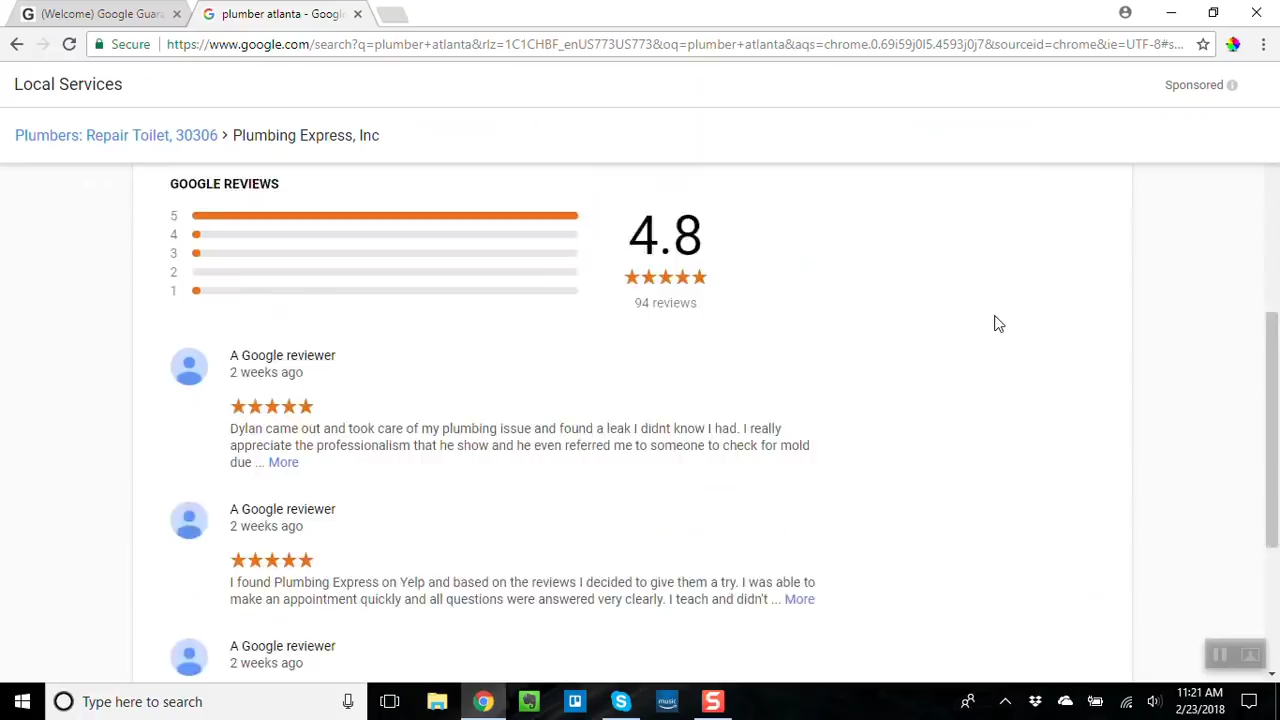 (Welcome) Google Guara
plumber atlanta - Googl
Secure
https://www.google.com/search?q=plumber+atlanta&rlz=1C1CHBF_enUS773US773&oq=plumber+atlanta&aqs=chrome.0.69i59j0l5.4593j0j7&sourceid=chrome&ie=UTF-8#s...
Local Services
Sponsored
Plumbers: Repair Toilet, 30306 › Plumbing Express, Inc
GOOGLE REVIEWS
5
4
3
2
1
4.8
94 reviews
A Google reviewer
2 weeks ago
Dylan came out and took care of my plumbing issue and found a leak I didnt know I had. I really
appreciate the professionalism that he show and he even referred me to someone to check for mold
due ... More
A Google reviewer
2 weeks ago
I found Plumbing Express on Yelp and based on the reviews I decided to give them a try. I was able to
make an appointment quickly and all questions were answered very clearly. I teach and didn't ... More
A Google reviewer
2 weeks ago
Type here to search
music
11:21 AM
2/23/2018